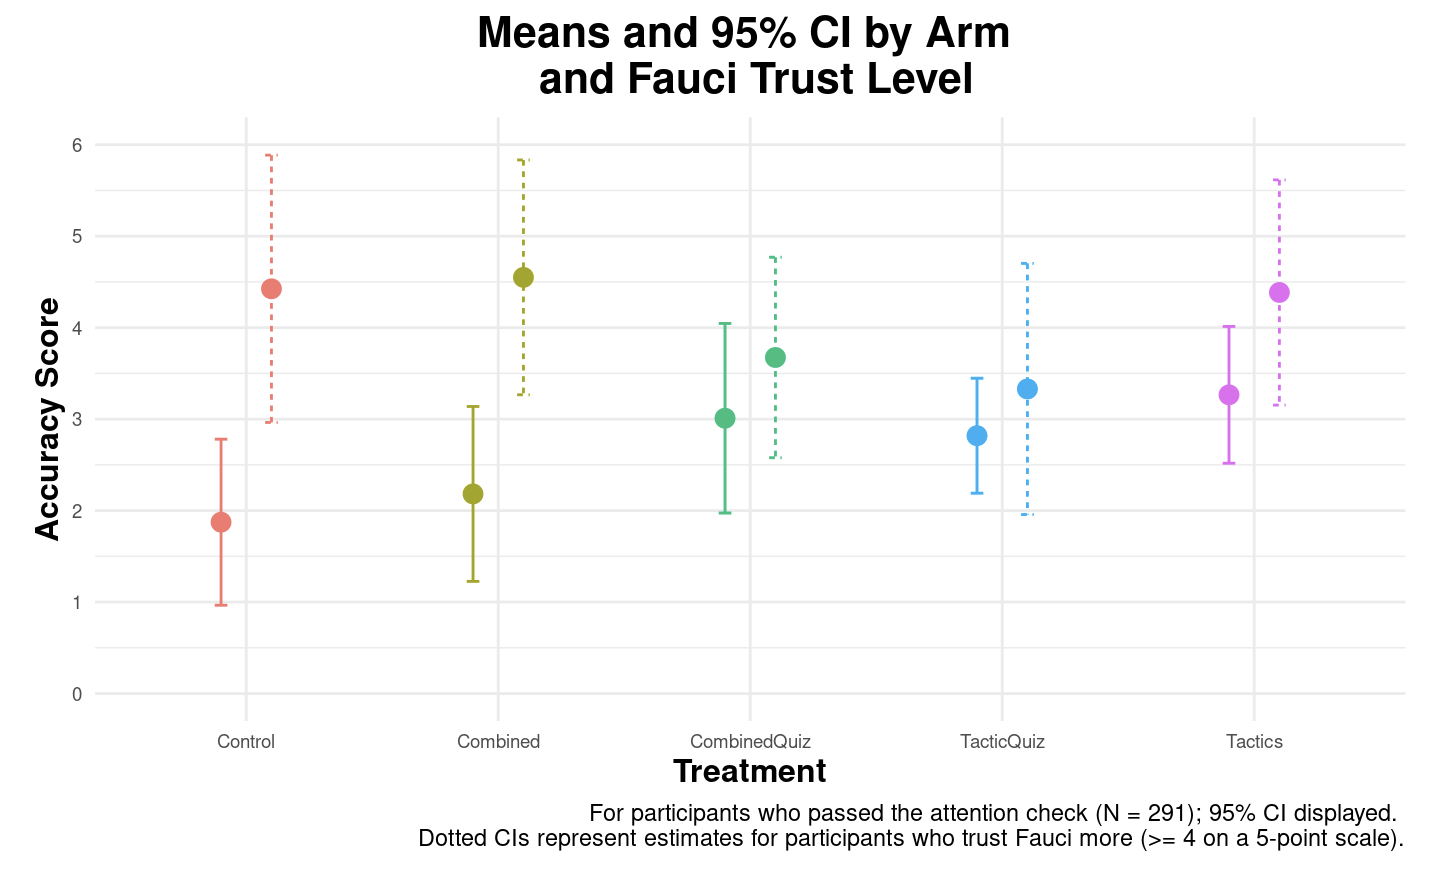 Means and 95% CI by Arm
and Fauci Trust Level
Accuracy Score
6
5
4
3
2
1
0
Control
Combined
CombinedQuiz
TacticQuiz
Tactics
Treatment
For participants who passed the attention check (N = 291); 95% CI displayed.
Dotted CIs represent estimates for participants who trust Fauci more (>= 4 on a 5-point scale).